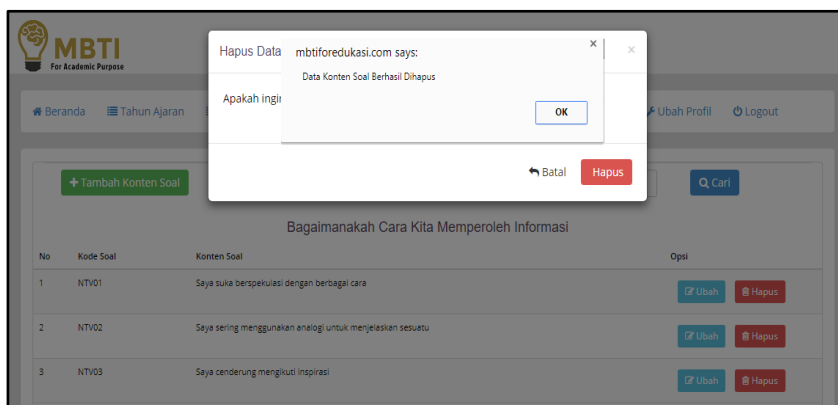 MBTI
For Academic Purpose
Hapus Data
mbtiforedukasi.com says:
x
×
Data Konten Soal Berhasil Dihapus
Apakah ingin
OK
Beranda Tahun Ajaran Ubah Profil Logout
Batal Hapus
Tambah Konten Soal Cari
Bagaimanakah Cara Kita Memperoleh Informasi
No Kode Soal Konten Soal Opsi
1 NTV01 Saya suka berspekulasi dengan berbagai cara Ubah Hapus
2 NTV02 Saya sering menggunakan analogi untuk menjelaskan sesuatu Ubah Hapus
3 NTV03 Saya cenderung mengikuti inspirasi Ubah Hapus